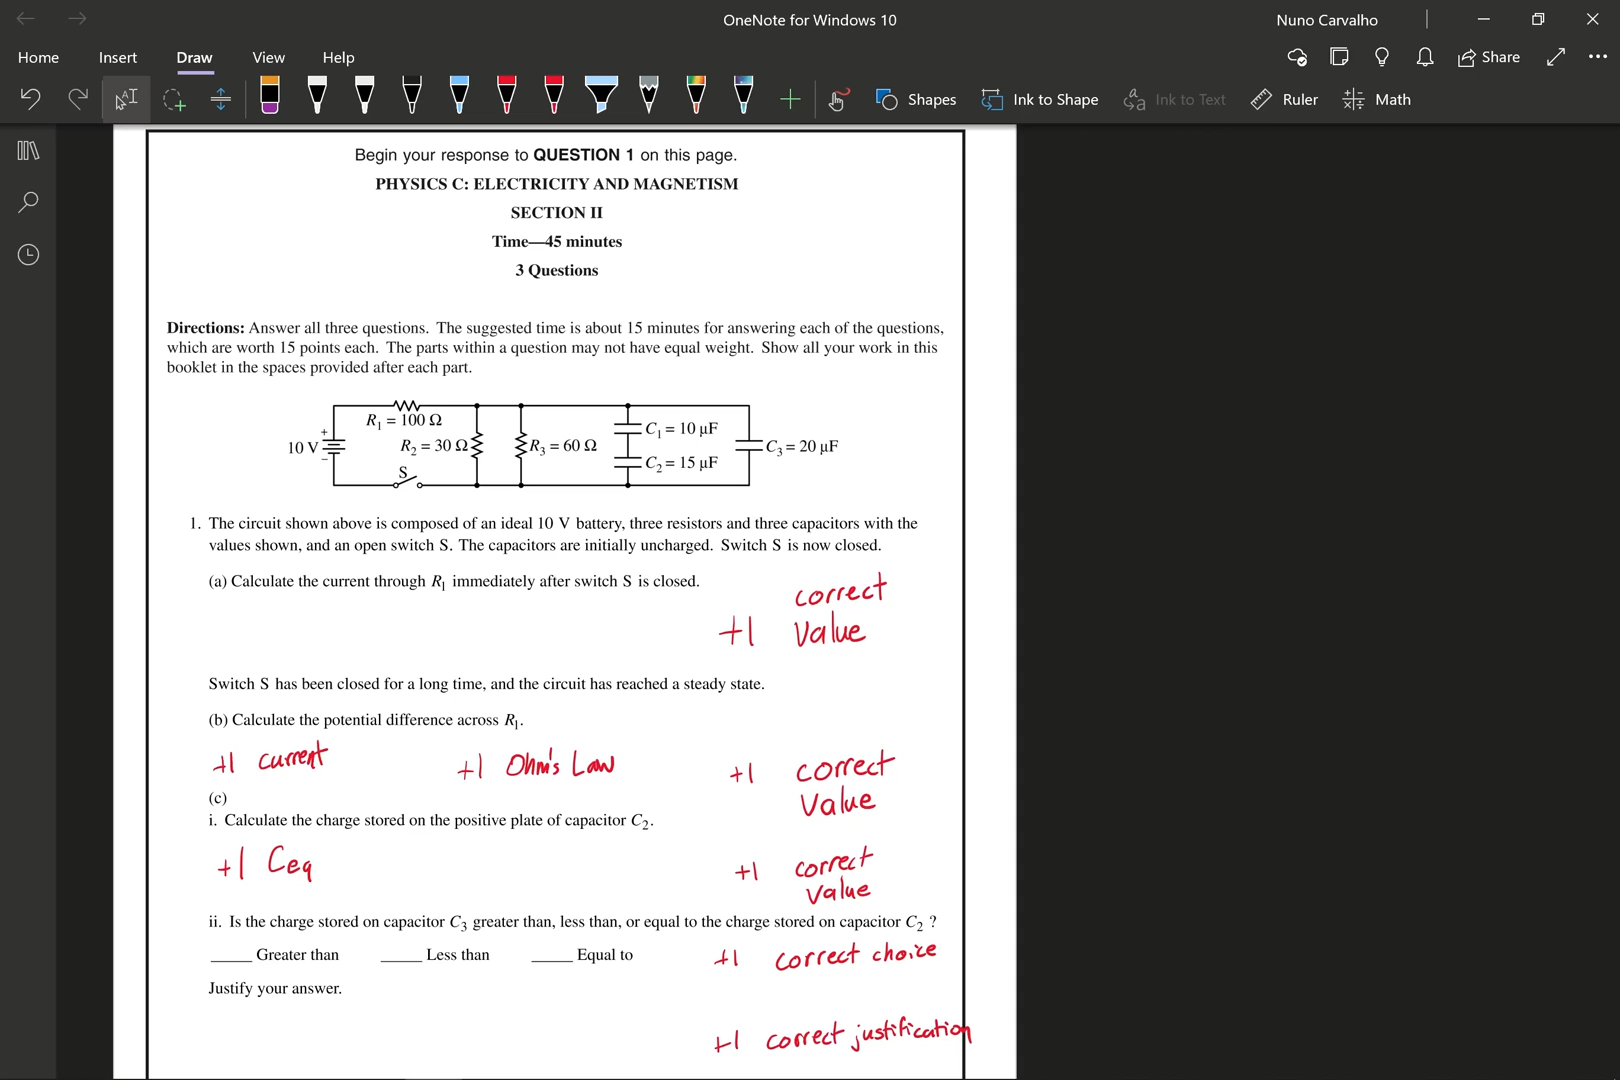 OneNote for Windows 10
Nuno Carvalho
Home Insert Draw View Help
Share
Shapes Ink to Shape Ink to Text Ruler Math
Begin your response to QUESTION 1 on this page.
PHYSICS C: ELECTRICITY AND MAGNETISM
SECTION II
Time—45 minutes
3 Questions
Directions: Answer all three questions. The suggested time is about 15 minutes for answering each of the questions,
which are worth 15 points each. The parts within a question may not have equal weight. Show all your work in this
booklet in the spaces provided after each part.
R₁ = 100 Ω
C₁ = 10 μF
+
10 V
R₂ = 30 Ω
R₃ = 60 Ω
C₃ = 20 μF
−
C₂ = 15 μF
S
1. The circuit shown above is composed of an ideal 10 V battery, three resistors and three capacitors with the
values shown, and an open switch S. The capacitors are initially uncharged. Switch S is now closed.
(a) Calculate the current through R₁ immediately after switch S is closed.
correct
+1 value
Switch S has been closed for a long time, and the circuit has reached a steady state.
(b) Calculate the potential difference across R₁.
+1 current +1 Ohm's Law +1 correct
value
(c)
i. Calculate the charge stored on the positive plate of capacitor C₂.
+1 Ceq +1 correct
value
ii. Is the charge stored on capacitor C₃ greater than, less than, or equal to the charge stored on capacitor C₂ ?
_____ Greater than _____ Less than _____ Equal to +1 correct choice
Justify your answer.
+1 correct justification